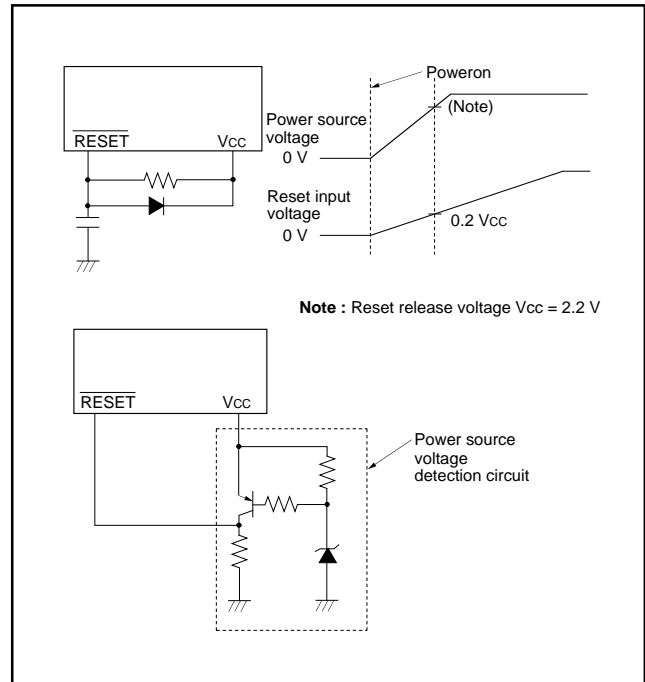 RESET Vcc
Poweron
(Note)
Power source
voltage
0 V
Reset input
voltage
0 V
0.2 Vcc
Note : Reset release voltage Vcc = 2.2 V
RESET Vcc
Power source
voltage
detection circuit